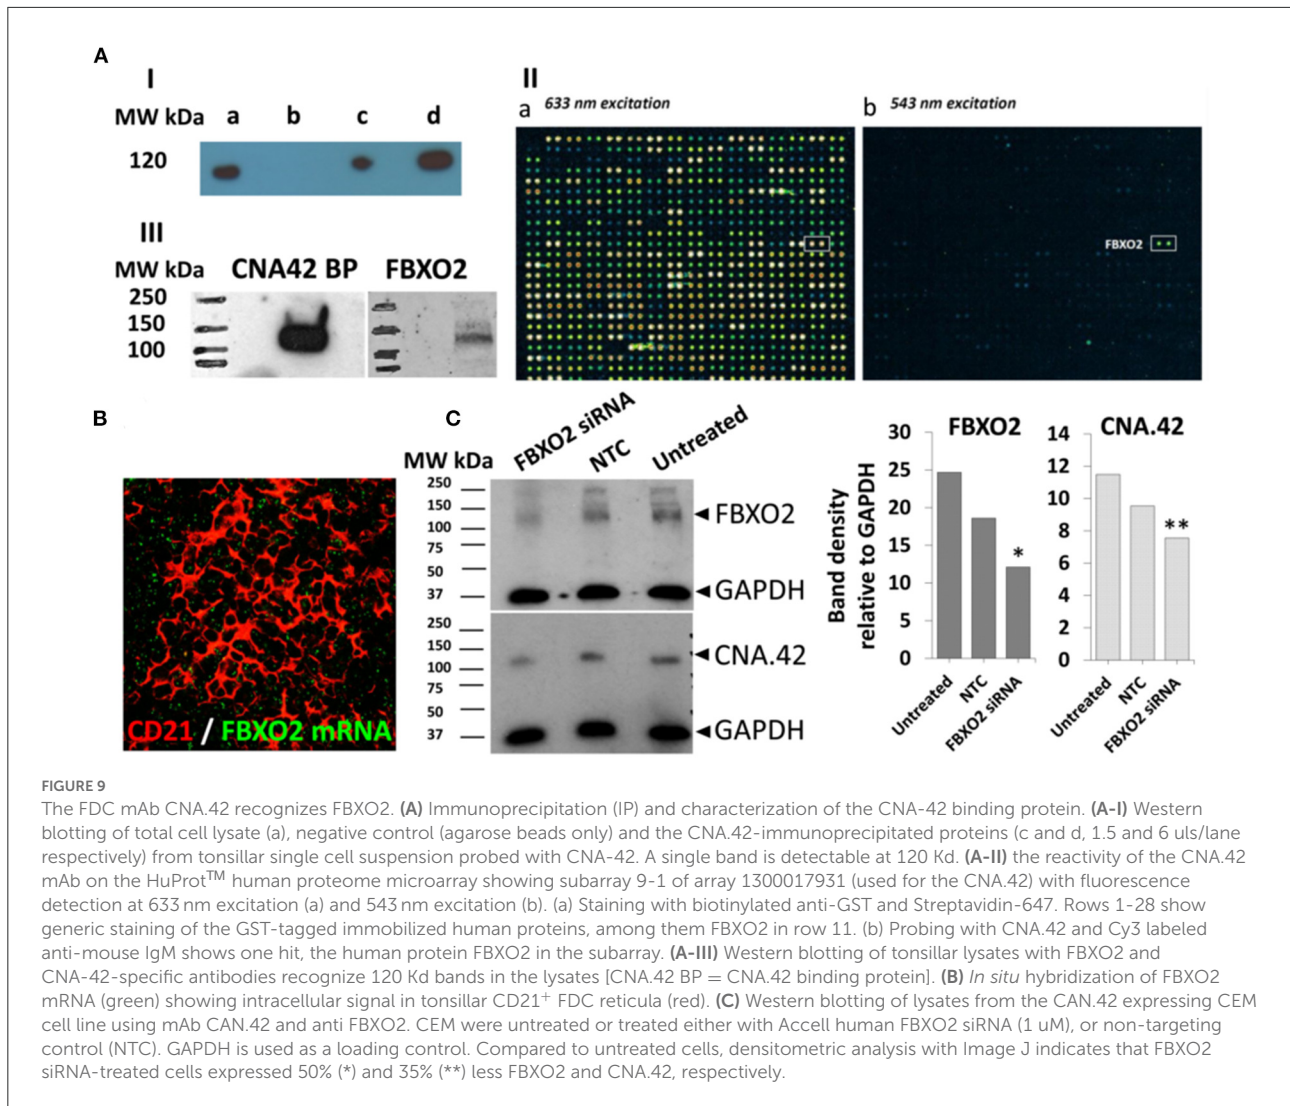 A
I
MW kDa a b c d
120
II
a 633 nm excitation
b 543 nm excitation
FBXO2
III
MW kDa CNA42 BP FBXO2
250
150
100
B
CD21 / FBXO2 mRNA
C
MW kDa FBXO2 siRNA NTC Untreated
250
150
100
75
50
37
FBXO2
GAPDH
250
150
100
75
50
37
CNA.42
GAPDH
Band density
relative to GAPDH
FBXO2
30
25
20
15
10
5
0
*
Untreated NTC FBXO2 siRNA
CNA.42
14
12
10
8
6
4
2
0
**
Untreated NTC FBXO2 siRNA
FIGURE 9
The FDC mAb CNA.42 recognizes FBXO2. (A) Immunoprecipitation (IP) and characterization of the CNA-42 binding protein. (A-I) Western
blotting of total cell lysate (a), negative control (agarose beads only) and the CNA.42-immunoprecipitated proteins (c and d, 1.5 and 6 uls/lane
respectively) from tonsillar single cell suspension probed with CNA-42. A single band is detectable at 120 Kd. (A-II) the reactivity of the CNA.42
mAb on the HuProt™ human proteome microarray showing subarray 9-1 of array 1300017931 (used for the CNA.42) with fluorescence
detection at 633 nm excitation (a) and 543 nm excitation (b). (a) Staining with biotinylated anti-GST and Streptavidin-647. Rows 1-28 show
generic staining of the GST-tagged immobilized human proteins, among them FBXO2 in row 11. (b) Probing with CNA.42 and Cy3 labeled
anti-mouse IgM shows one hit, the human protein FBXO2 in the subarray. (A-III) Western blotting of tonsillar lysates with FBXO2 and
CNA-42-specific antibodies recognize 120 Kd bands in the lysates [CNA.42 BP = CNA.42 binding protein]. (B) In situ hybridization of FBXO2
mRNA (green) showing intracellular signal in tonsillar CD21+ FDC reticula (red). (C) Western blotting of lysates from the CAN.42 expressing CEM
cell line using mAb CAN.42 and anti FBXO2. CEM were untreated or treated either with Accell human FBXO2 siRNA (1 uM), or non-targeting
control (NTC). GAPDH is used as a loading control. Compared to untreated cells, densitometric analysis with Image J indicates that FBXO2
siRNA-treated cells expressed 50% (*) and 35% (**) less FBXO2 and CNA.42, respectively.